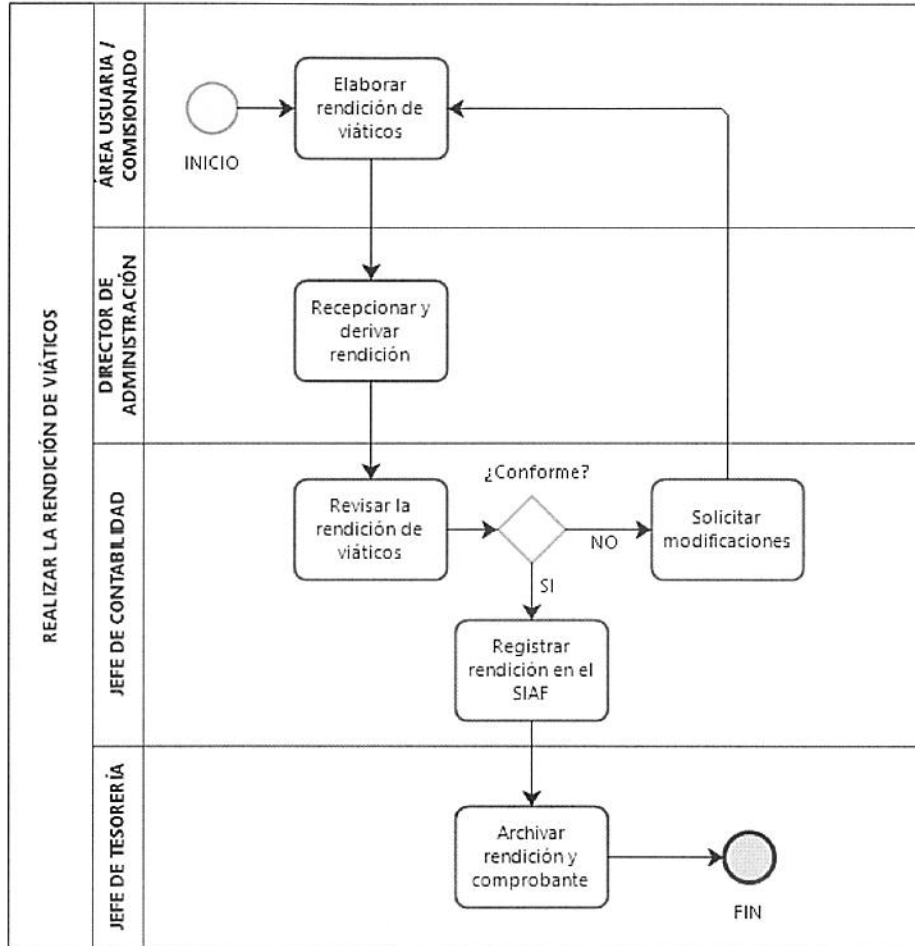 REALIZAR LA RENDICIÓN DE VIÁTICOS
ÁREA USUARIA /
COMISIONADO
INICIO
Elaborar
rendición de
viáticos
DIRECTOR DE
ADMINISTRACIÓN
Recepcionar y
derivar
rendición
JEFE DE CONTABILIDAD
Revisar la
rendición de
viáticos
¿Conforme?
NO
Solicitar
modificaciones
SI
Registrar
rendición en el
SIAF
JEFE DE TESORERÍA
Archivar
rendición y
comprobante
FIN